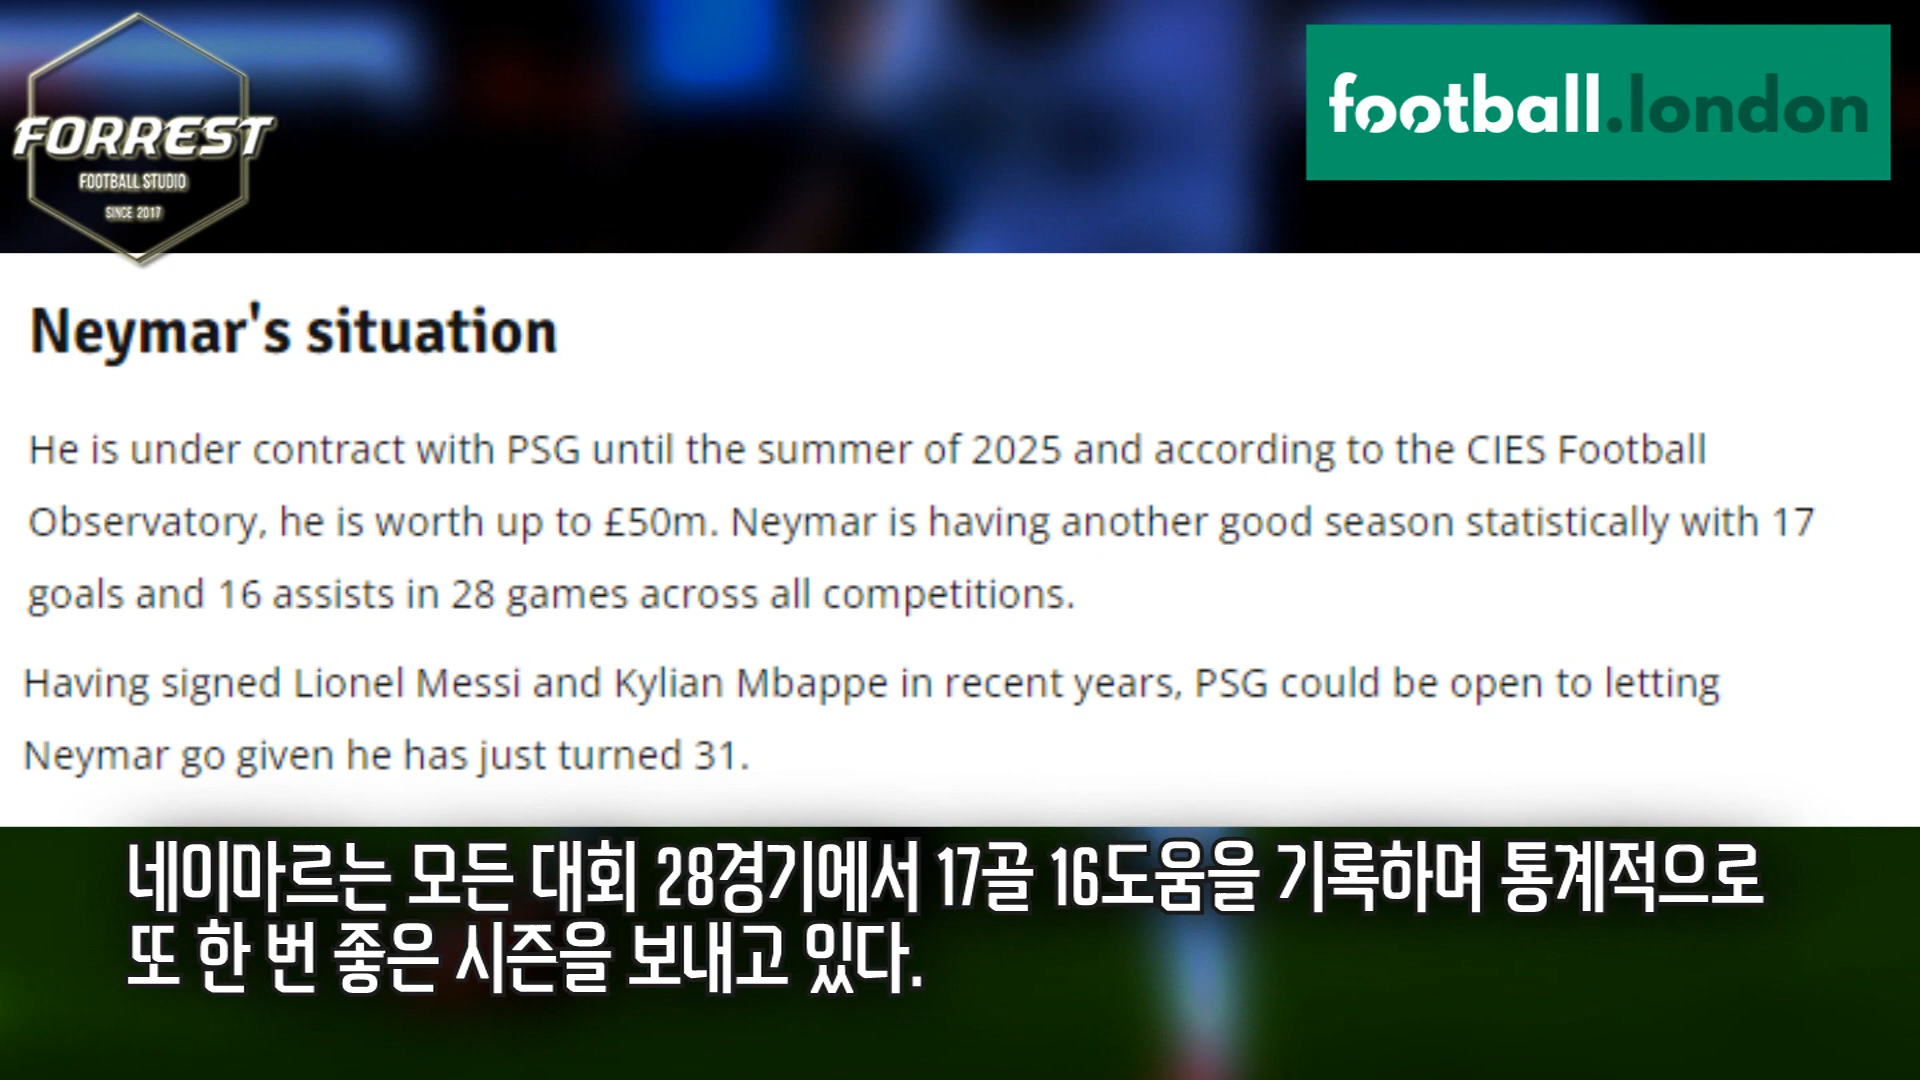 FORREST
FOOTBALL STUDIO
SINCE 2017
football.london
Neymar's situation
He is under contract with PSG until the summer of 2025 and according to the CIES Football
Observatory, he is worth up to £50m. Neymar is having another good season statistically with 17
goals and 16 assists in 28 games across all competitions.
Having signed Lionel Messi and Kylian Mbappe in recent years, PSG could be open to letting
Neymar go given he has just turned 31.
네이마르는 모든 대회 28경기에서 17골 16도움을 기록하며 통계적으로
또 한 번 좋은 시즌을 보내고 있다.